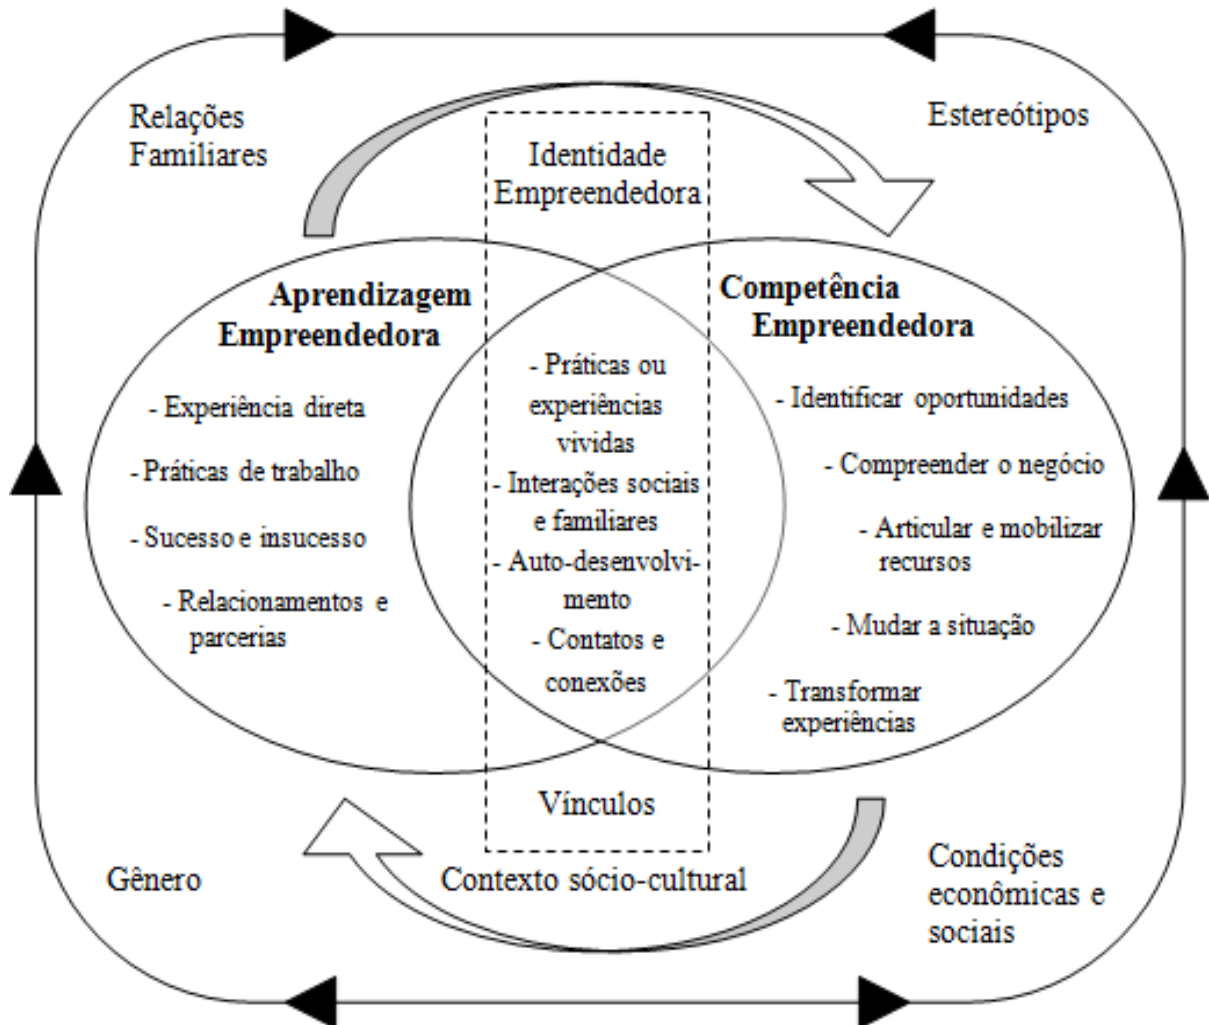 Relações
Familiares
Estereótipos
Identidade
Empreendedora
Aprendizagem
Empreendedora
Competência
Empreendedora
- Experiência direta
- Práticas de trabalho
- Sucesso e insucesso
- Relacionamentos e
parcerias
- Práticas ou
experiências
vividas
- Interações sociais
e familiares
- Auto-desenvolvi-
mento
- Contatos e
conexões
- Identificar oportunidades
- Compreender o negócio
- Articular e mobilizar
recursos
- Mudar a situação
- Transformar
experiências
Vínculos
Gênero
Contexto sócio-cultural
Condições
econômicas e
sociais